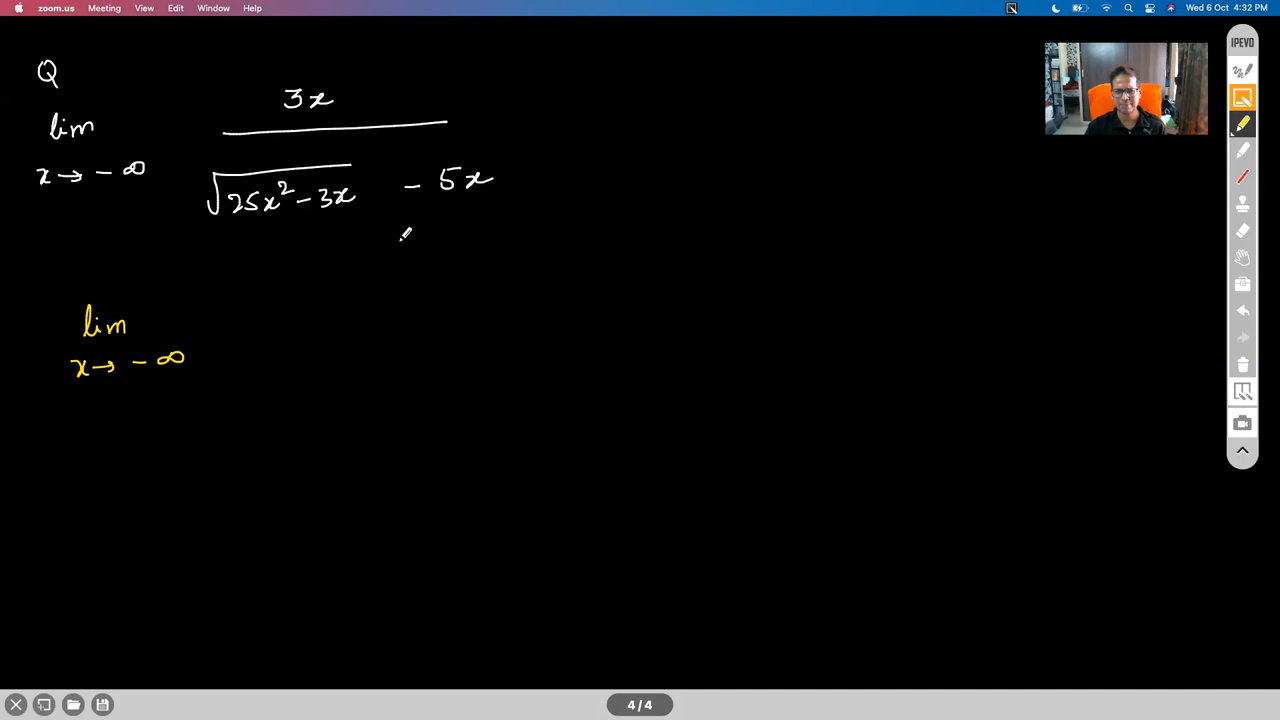 zoom.us Meeting View Edit Window Help Wed 6 Oct 4:32 PM
IPEVO
Q
lim 3x
x → - ∞ √25x² - 3x - 5x
lim
x → - ∞
4 / 4